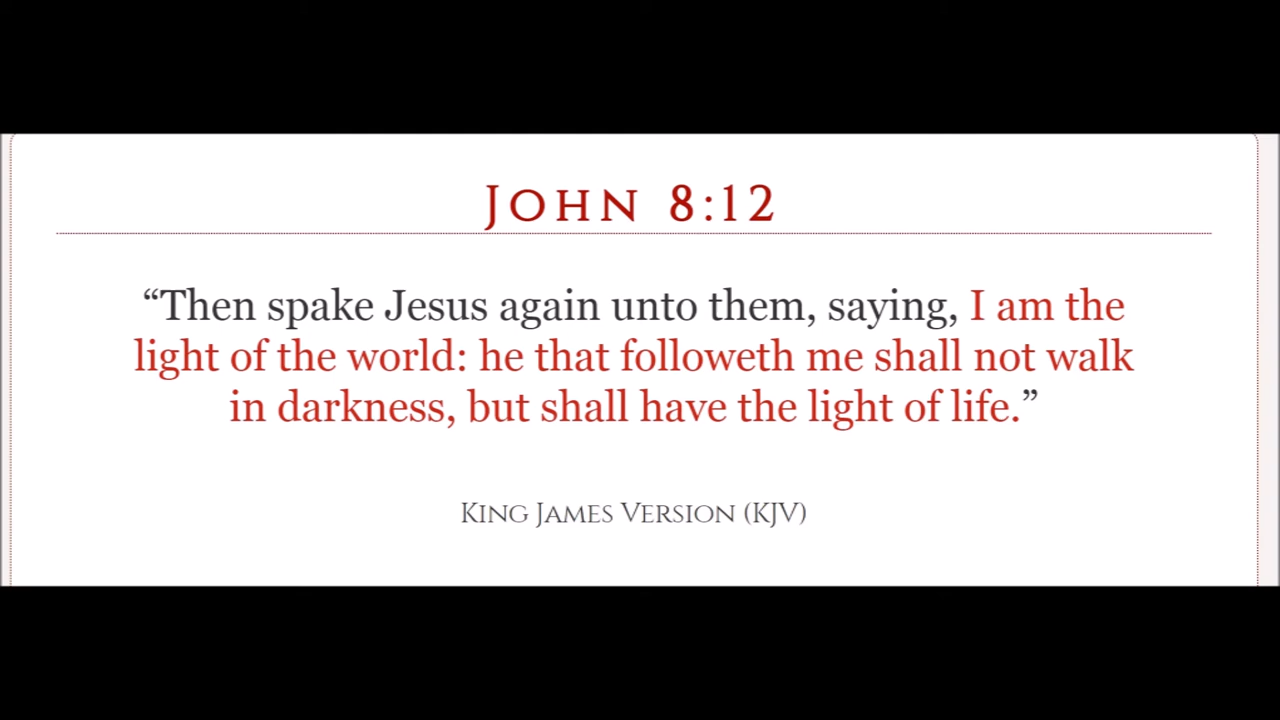 John 8:12
“Then spake Jesus again unto them, saying, I am the
light of the world: he that followeth me shall not walk
in darkness, but shall have the light of life.”
King James Version (KJV)